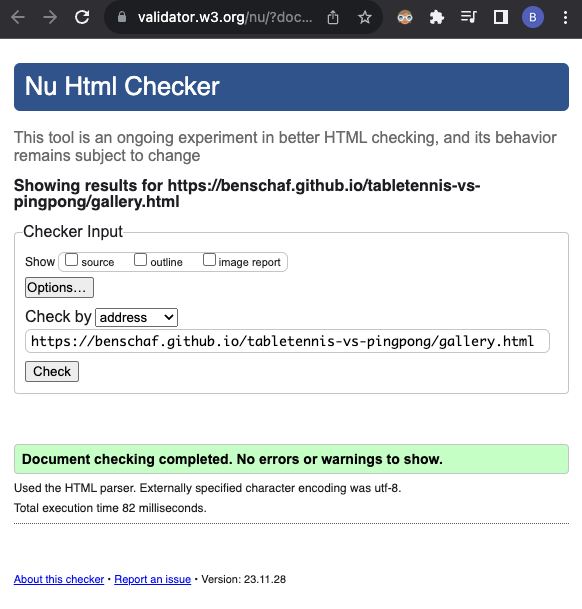 validator.w3.org/nu/?doc...
B
Nu Html Checker
This tool is an ongoing experiment in better HTML checking, and its behavior
remains subject to change
Showing results for https://benschaf.github.io/tabletennis-vs-
pingpong/gallery.html
Checker Input
Show source outline image report
Options...
Check by address
https://benschaf.github.io/tabletennis-vs-pingpong/gallery.html
Check
Document checking completed. No errors or warnings to show.
Used the HTML parser. Externally specified character encoding was utf-8.
Total execution time 82 milliseconds.
About this checker • Report an issue • Version: 23.11.28